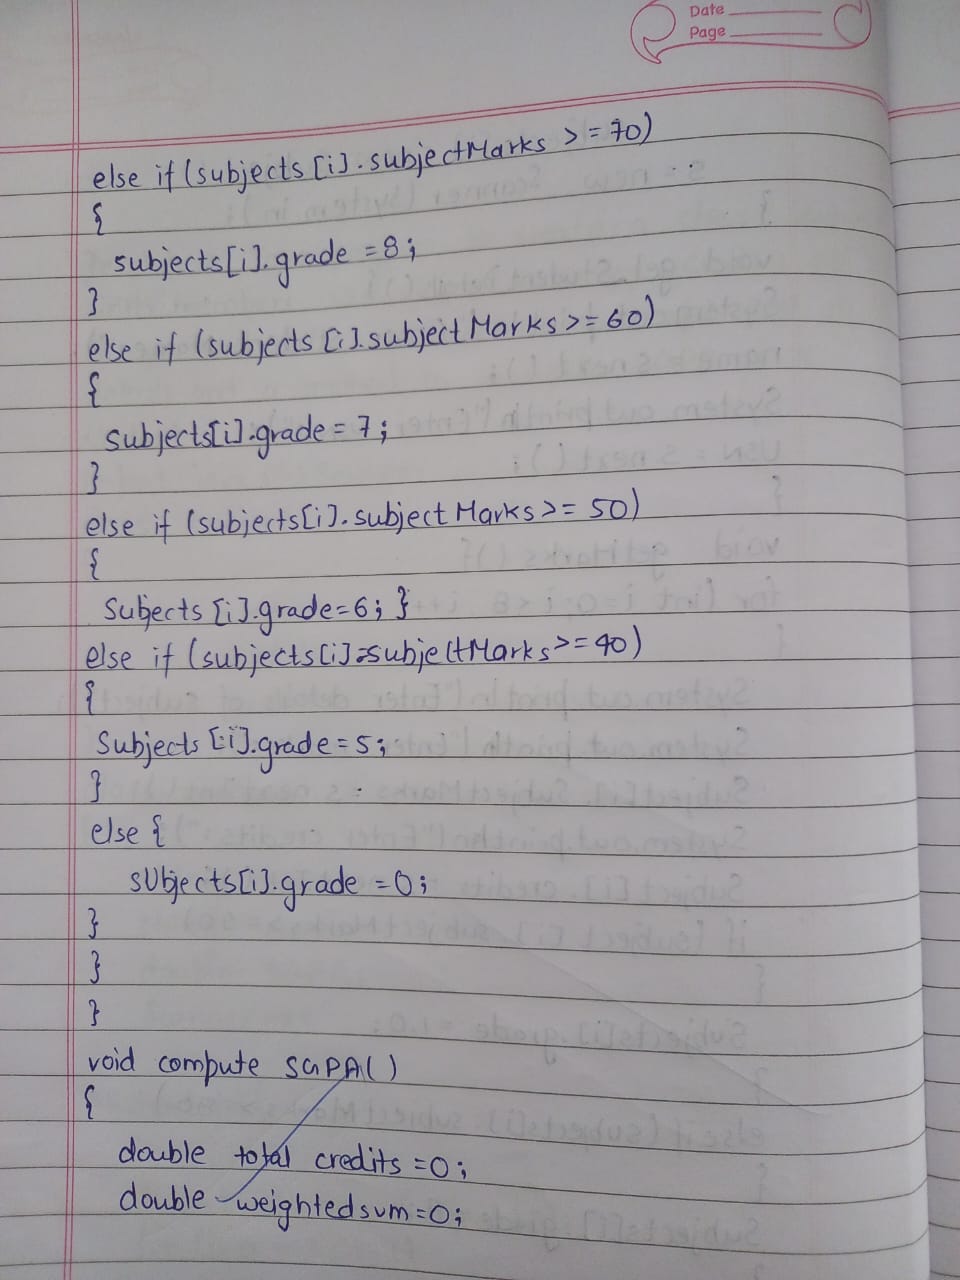 Date
Page
else if (subjects [i].subjectMarks >=70)
{
subjects[i].grade =8;
}
else if (subjects [i].subject Marks>=60)
{
subjects[i].grade = 7;
}
else if (subjects[i].subject Marks>= 50)
{
Subjects [i].grade=6; }
else if (subjects[i]=subjectMarks>=40)
{
Subjects [i].grade=5;
}
else {
sUbjects[i].grade =0;
}
}
}
void compute SGPA()
{
double total credits=0;
double weightedsum=0;